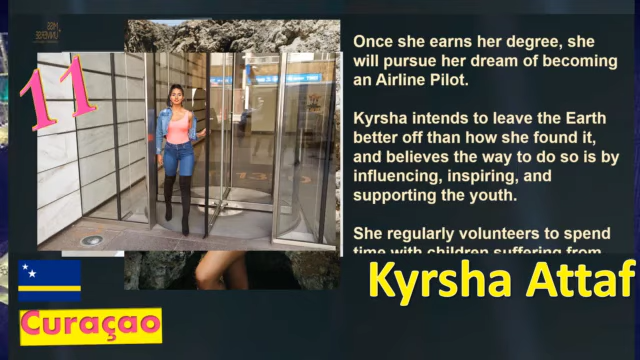 11
Once she earns her degree, she
will pursue her dream of becoming
an Airline Pilot.
Kyrsha intends to leave the Earth
better off than how she found it,
and believes the way to do so is by
influencing, inspiring, and
supporting the youth.
She regularly volunteers to spend
time with children suffering from
Kyrsha Attaf
Curaçao